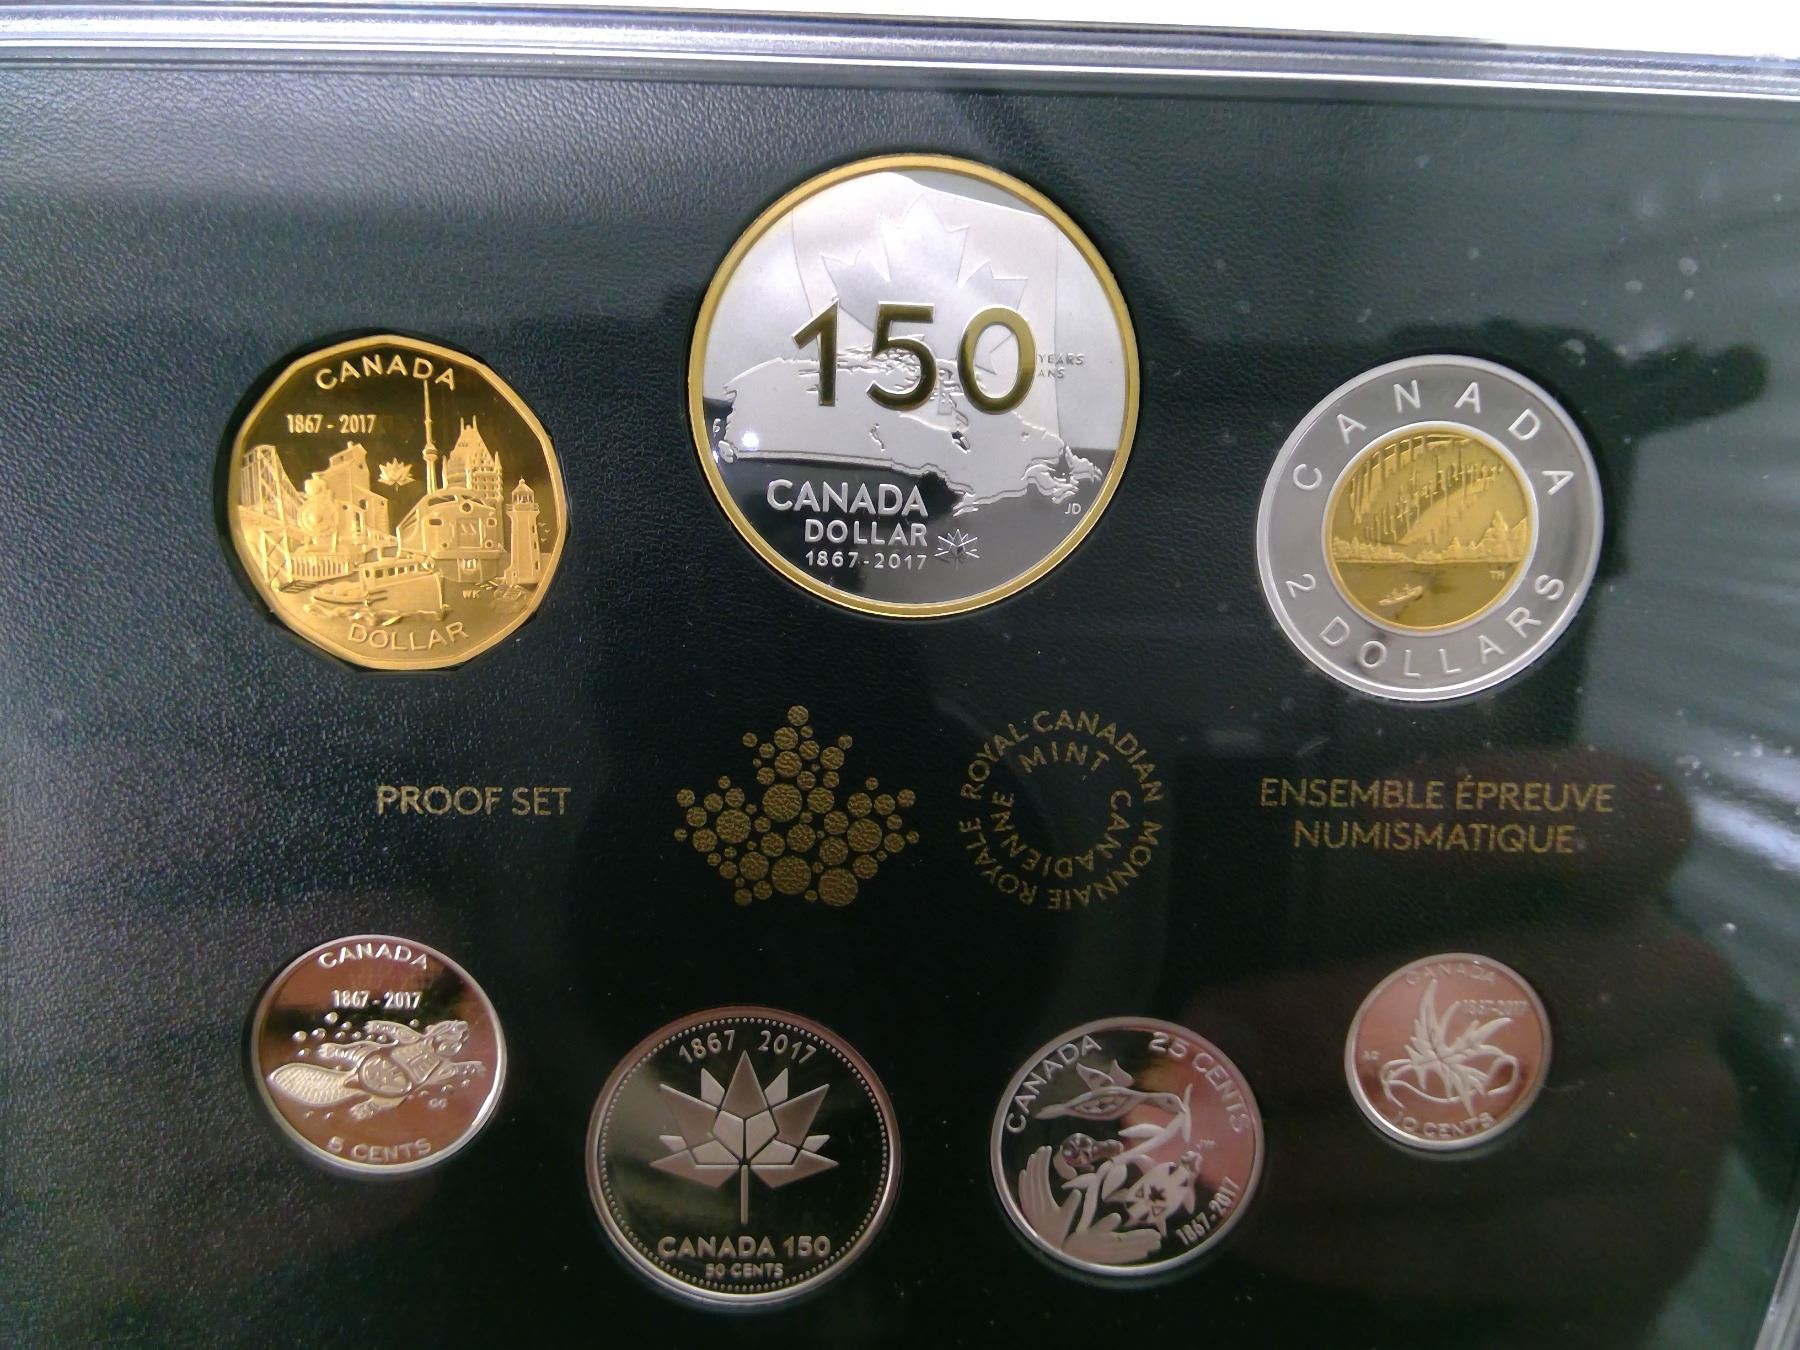 CANADA
1867 - 2017
WK
DOLLAR
150
YEARS
ANS
CANADA
DOLLAR
1867-2017
JD
CANADA
TH
2 DOLLARS
PROOF SET
ROYAL CANADIAN MINT
MONNAIE ROYALE CANADIENNE
ENSEMBLE ÉPREUVE
NUMISMATIQUE
CANADA
1867 - 2017
5 CENTS
1867 2017
CANADA 150
50 CENTS
CANADA 25 CENTS
1867-2017
CANADA
1867-2017
10 CENTS